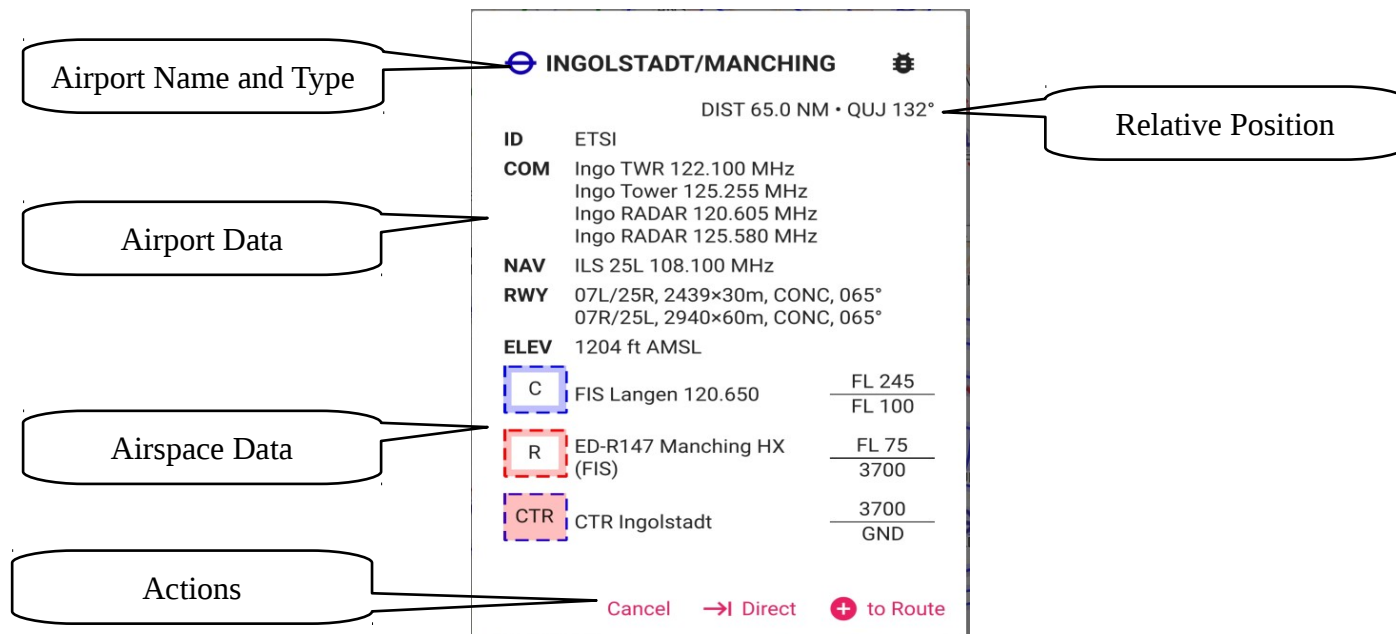 Airport Name and Type
INGOLSTADT/MANCHING
DIST 65.0 NM • QUJ 132°
Relative Position
ID ETSI
COM Ingo TWR 122.100 MHz
Ingo Tower 125.255 MHz
Ingo RADAR 120.605 MHz
Ingo RADAR 125.580 MHz
Airport Data
NAV ILS 25L 108.100 MHz
RWY 07L/25R, 2439×30m, CONC, 065°
07R/25L, 2940×60m, CONC, 065°
ELEV 1204 ft AMSL
C FIS Langen 120.650 FL 245
FL 100
Airspace Data
R ED-R147 Manching HX FL 75
(FIS) 3700
CTR CTR Ingolstadt 3700
GND
Actions
Cancel Direct to Route